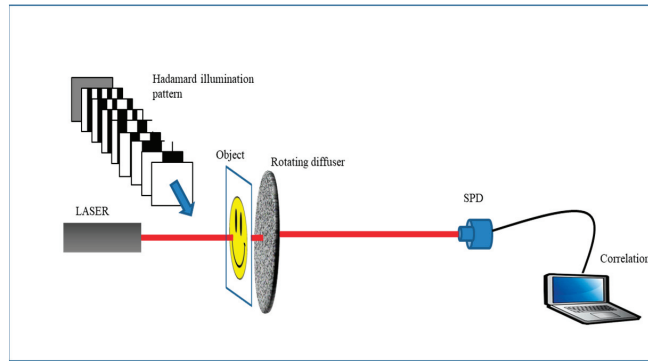 Hadamard illumination
pattern
Object
Rotating diffuser
SPD
LASER
Correlation